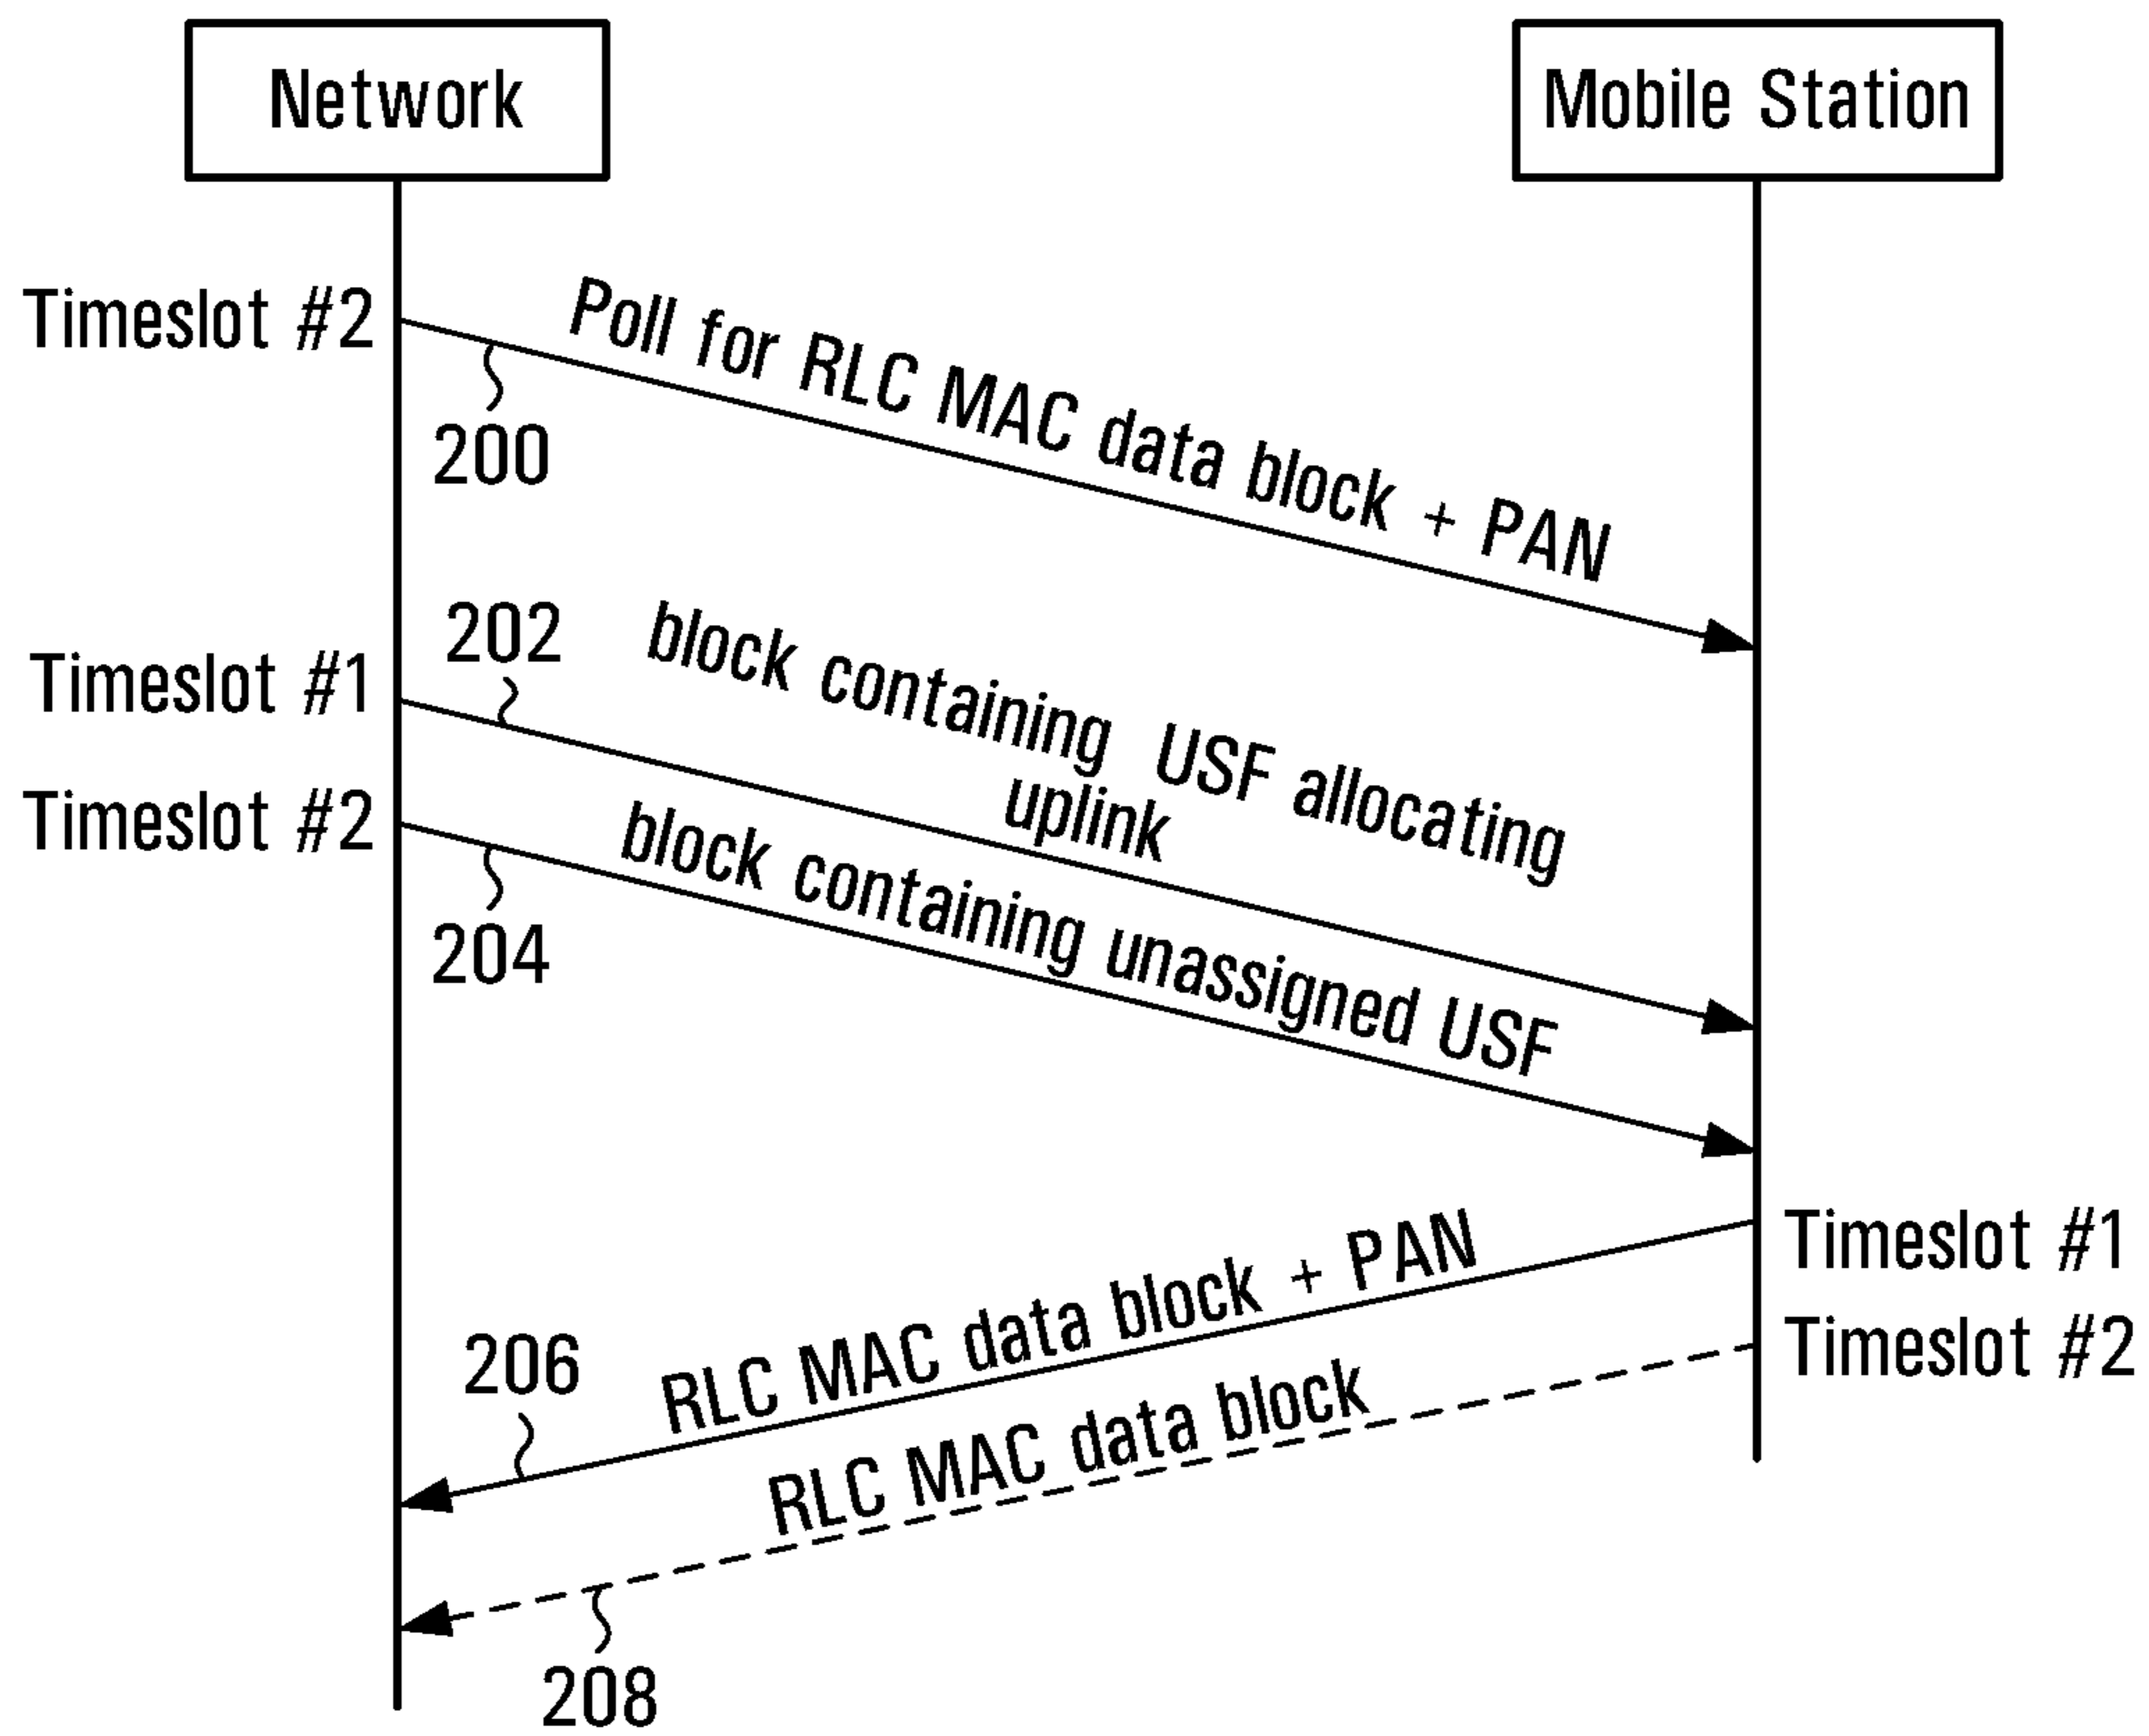 Network
Mobile Station
Timeslot #2
Poll for RLC MAC data block + PAN
200
202
block containing USF allocating
uplink
Timeslot #1
Timeslot #2
block containing unassigned USF
204
Timeslot #1
RLC MAC data block + PAN
206
Timeslot #2
RLC MAC data block
208